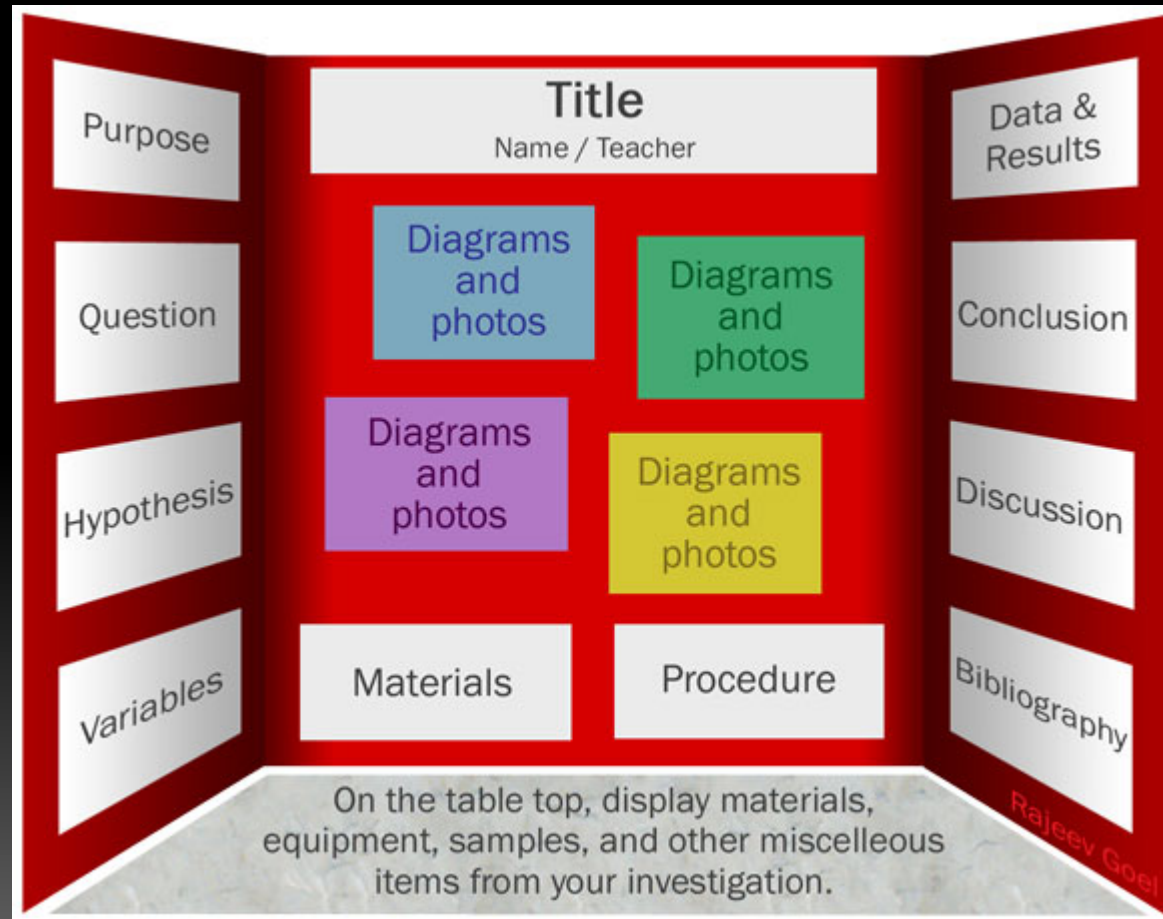 Purpose
Question
Hypothesis
Variables
Title
Name / Teacher
Diagrams
and
photos
Diagrams
and
photos
Diagrams
and
photos
Diagrams
and
photos
Materials
Procedure
Data &
Results
Conclusion
Discussion
Bibliography
On the table top, display materials,
equipment, samples, and other miscelleous
items from your investigation.
Rajeev Goel